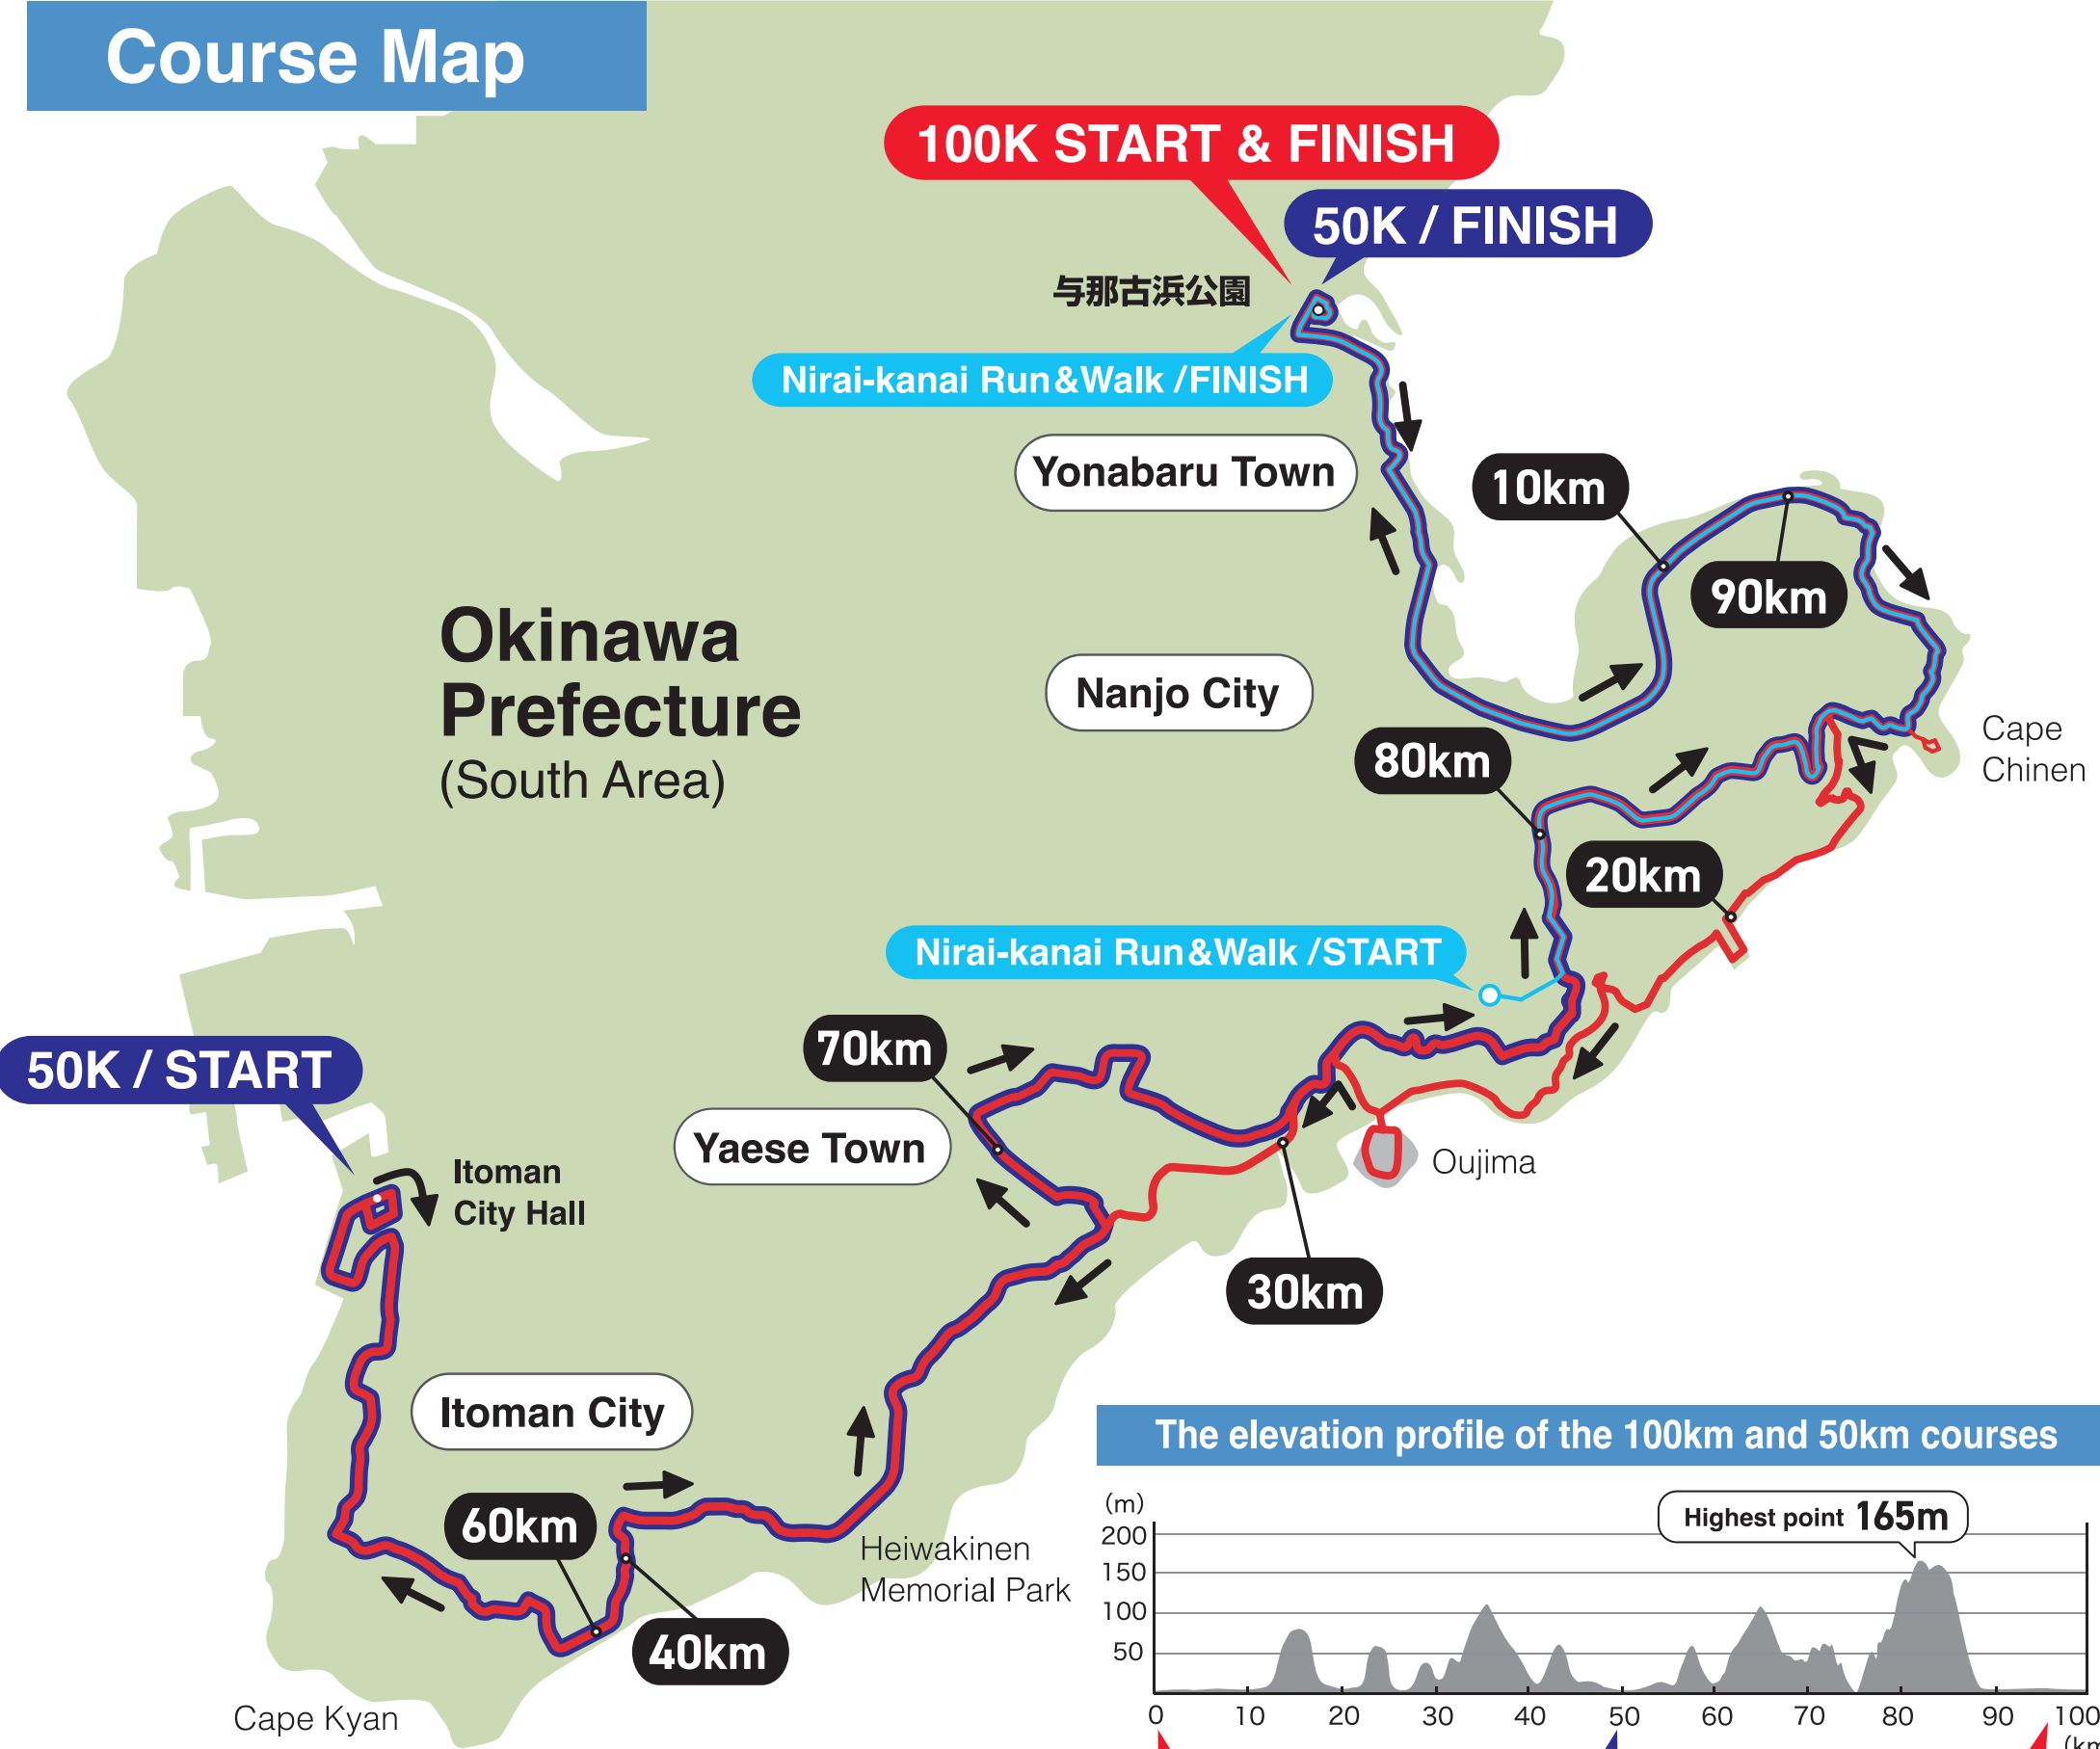 Course Map
100K START & FINISH
50K / FINISH
与那古浜公園
Nirai-kanai Run&Walk /FINISH
Yonabaru Town
10km
90km
Okinawa
Prefecture
(South Area)
Nanjo City
Cape
Chinen
80km
20km
Nirai-kanai Run&Walk /START
70km
50K / START
Yaese Town
Itoman
City Hall
Oujima
30km
Itoman City
60km
Heiwakinen
Memorial Park
40km
Cape Kyan
The elevation profile of the 100km and 50km courses
(m)
Highest point 165m
200
150
100
50
0 10 20 30 40 50 60 70 80 90 100